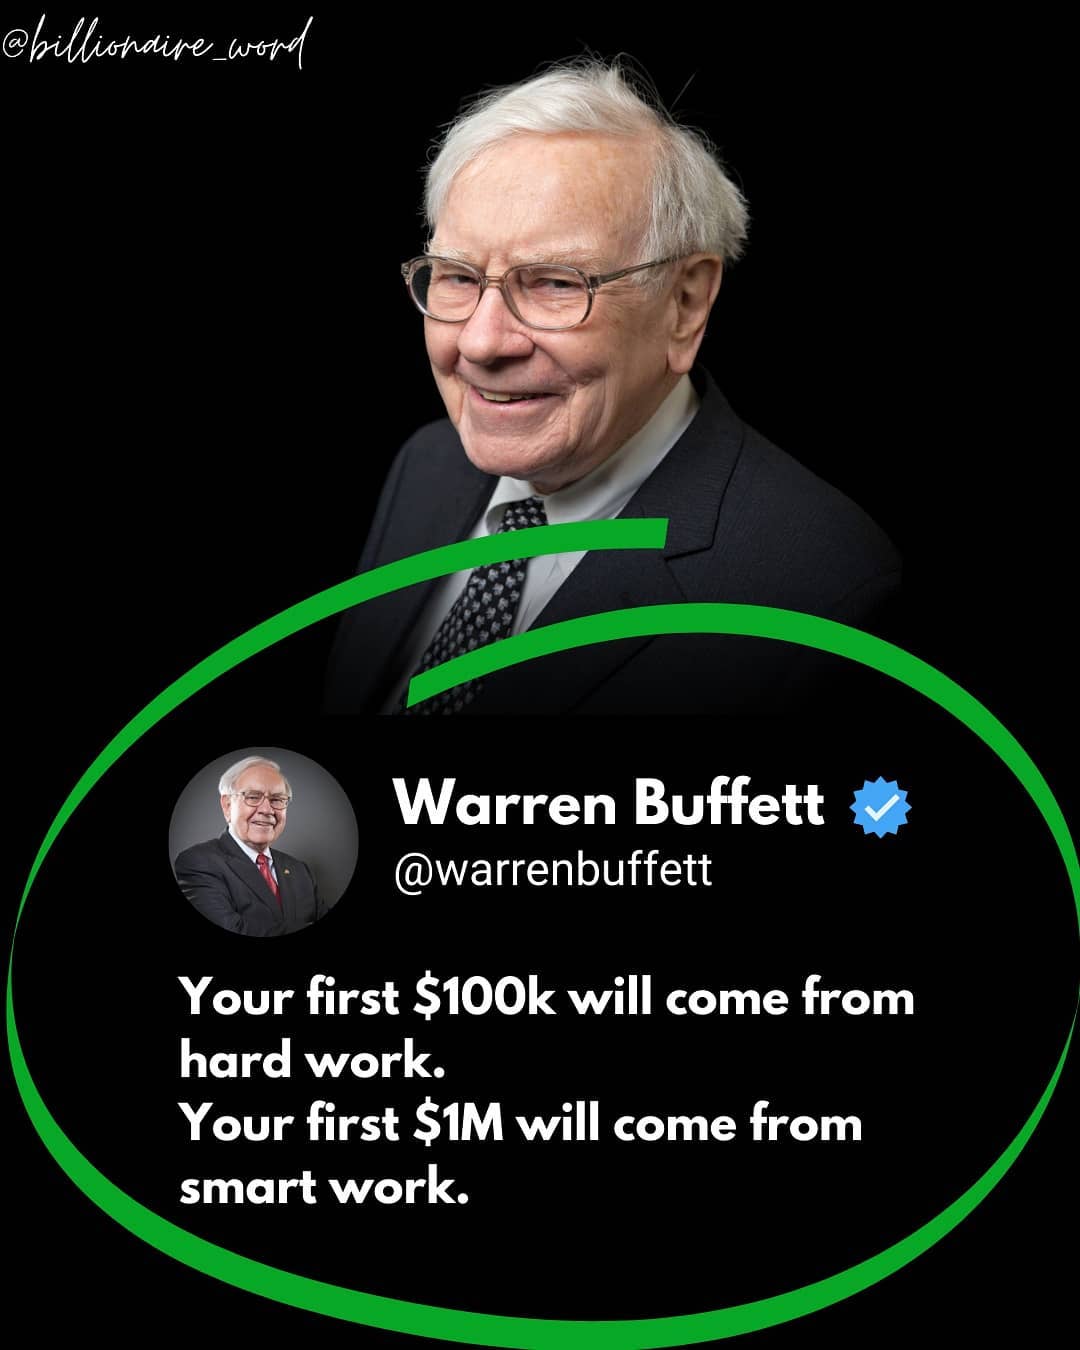 @billionaire_word
Warren Buffett
@warrenbuffett
Your first $100k will come from
hard work.
Your first $1M will come from
smart work.